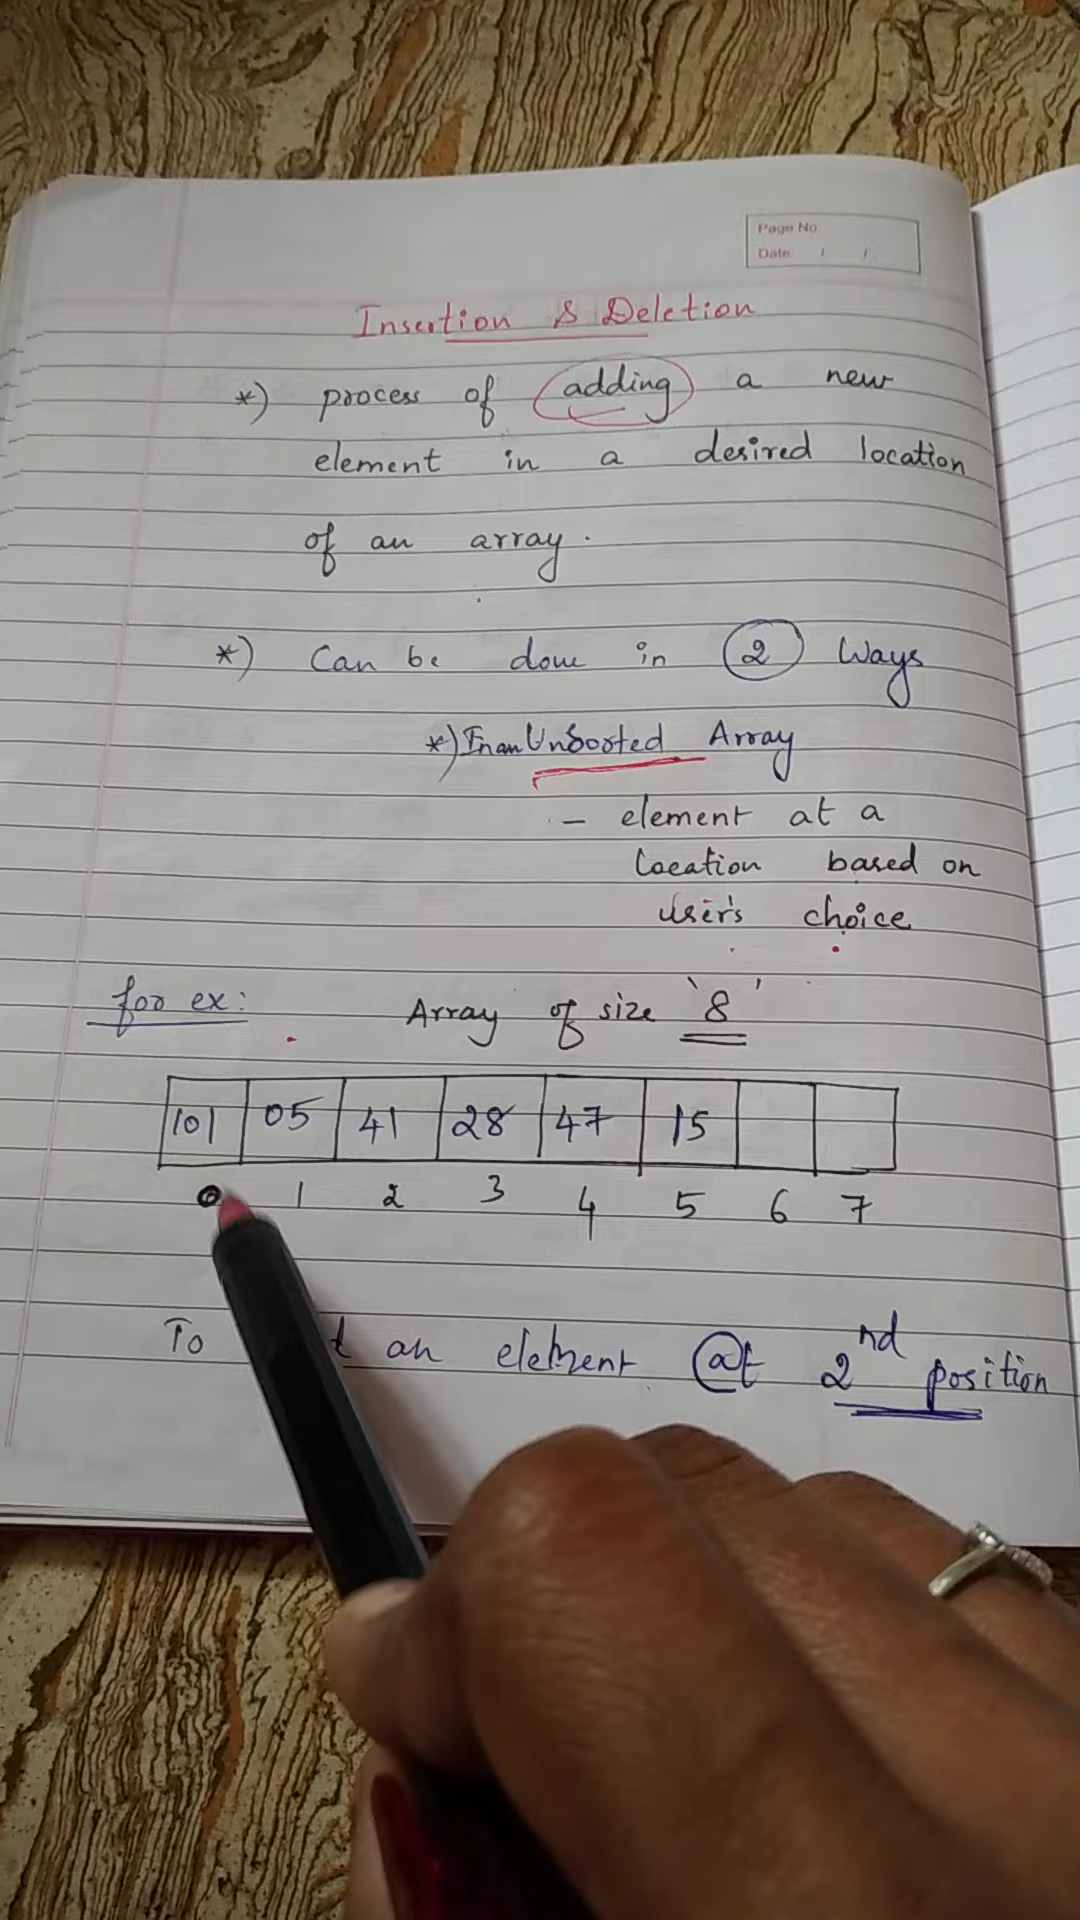 Page No:
Date: / /
Insertion & Deletion
*) process of adding a new
element in a desired location
of an array.
*) Can be done in 2 Ways
*) In an Unsorted Array
- element at a
location based on
user's choice
for ex: Array of size '8'
101 05 41 28 47 15
0 1 2 3 4 5 6 7
To an element @t 2nd position